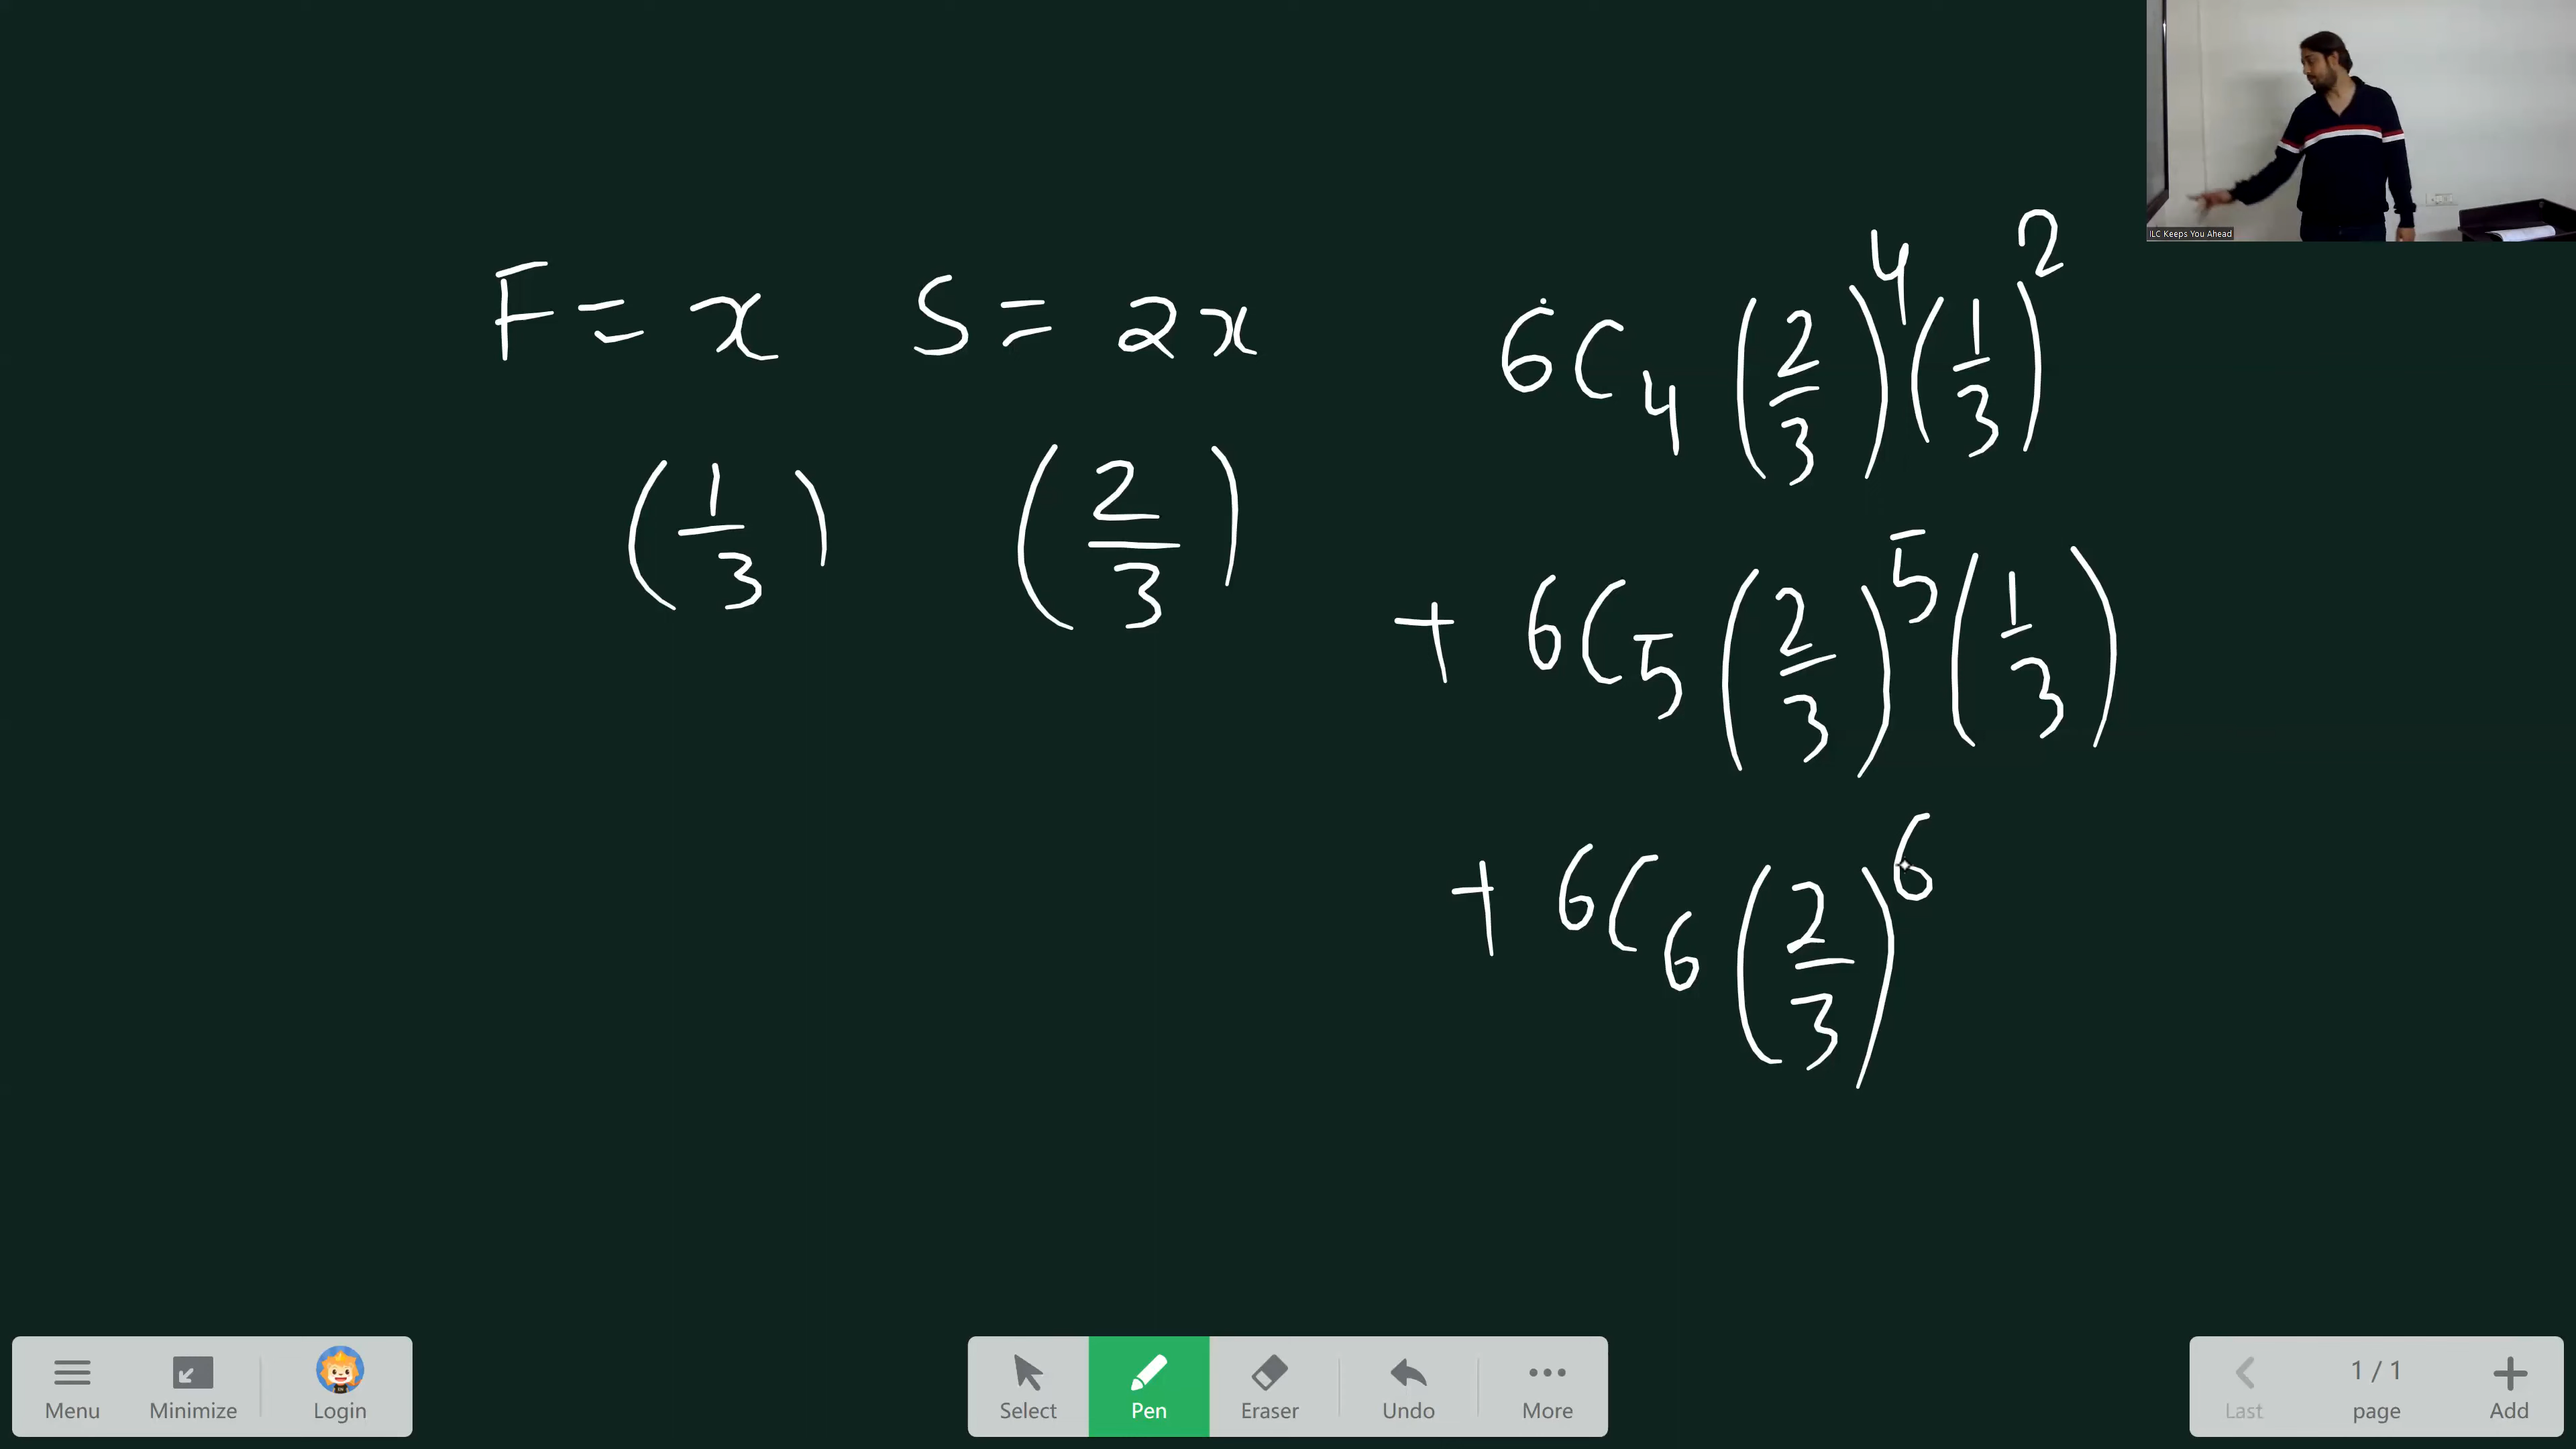 ILC Keeps You Ahead
F = x S = 2x
(1/3) (2/3)
6C4 (2/3)^4 (1/3)^2
+ 6C5 (2/3)^5 (1/3)
+ 6C6 (2/3)^6
Menu Minimize Login Select Pen Eraser Undo More Last 1 / 1 page Add